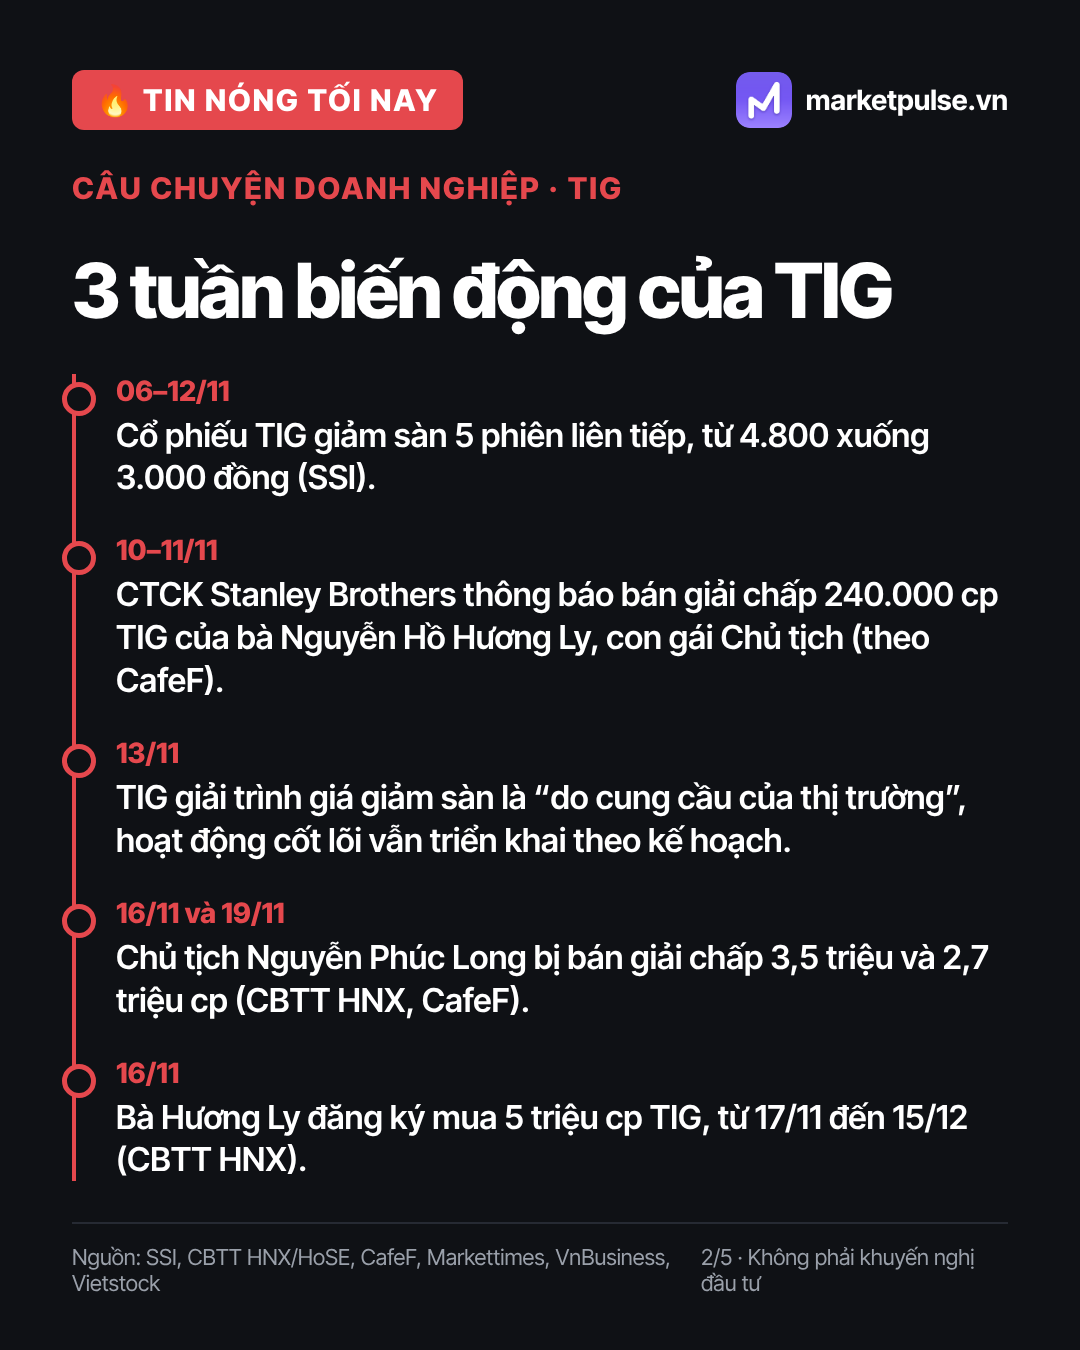 🔥 TIN NÓNG TỐI NAY
marketpulse.vn
CÂU CHUYỆN DOANH NGHIỆP · TIG
3 tuần biến động của TIG
06–12/11
Cổ phiếu TIG giảm sàn 5 phiên liên tiếp, từ 4.800 xuống
3.000 đồng (SSI).
10–11/11
CTCK Stanley Brothers thông báo bán giải chấp 240.000 cp
TIG của bà Nguyễn Hồ Hương Ly, con gái Chủ tịch (theo
CafeF).
13/11
TIG giải trình giá giảm sàn là “do cung cầu của thị trường”,
hoạt động cốt lõi vẫn triển khai theo kế hoạch.
16/11 và 19/11
Chủ tịch Nguyễn Phúc Long bị bán giải chấp 3,5 triệu và 2,7
triệu cp (CBTT HNX, CafeF).
16/11
Bà Hương Ly đăng ký mua 5 triệu cp TIG, từ 17/11 đến 15/12
(CBTT HNX).
Nguồn: SSI, CBTT HNX/HoSE, CafeF, Markettimes, VnBusiness,
Vietstock
2/5 · Không phải khuyến nghị
đầu tư